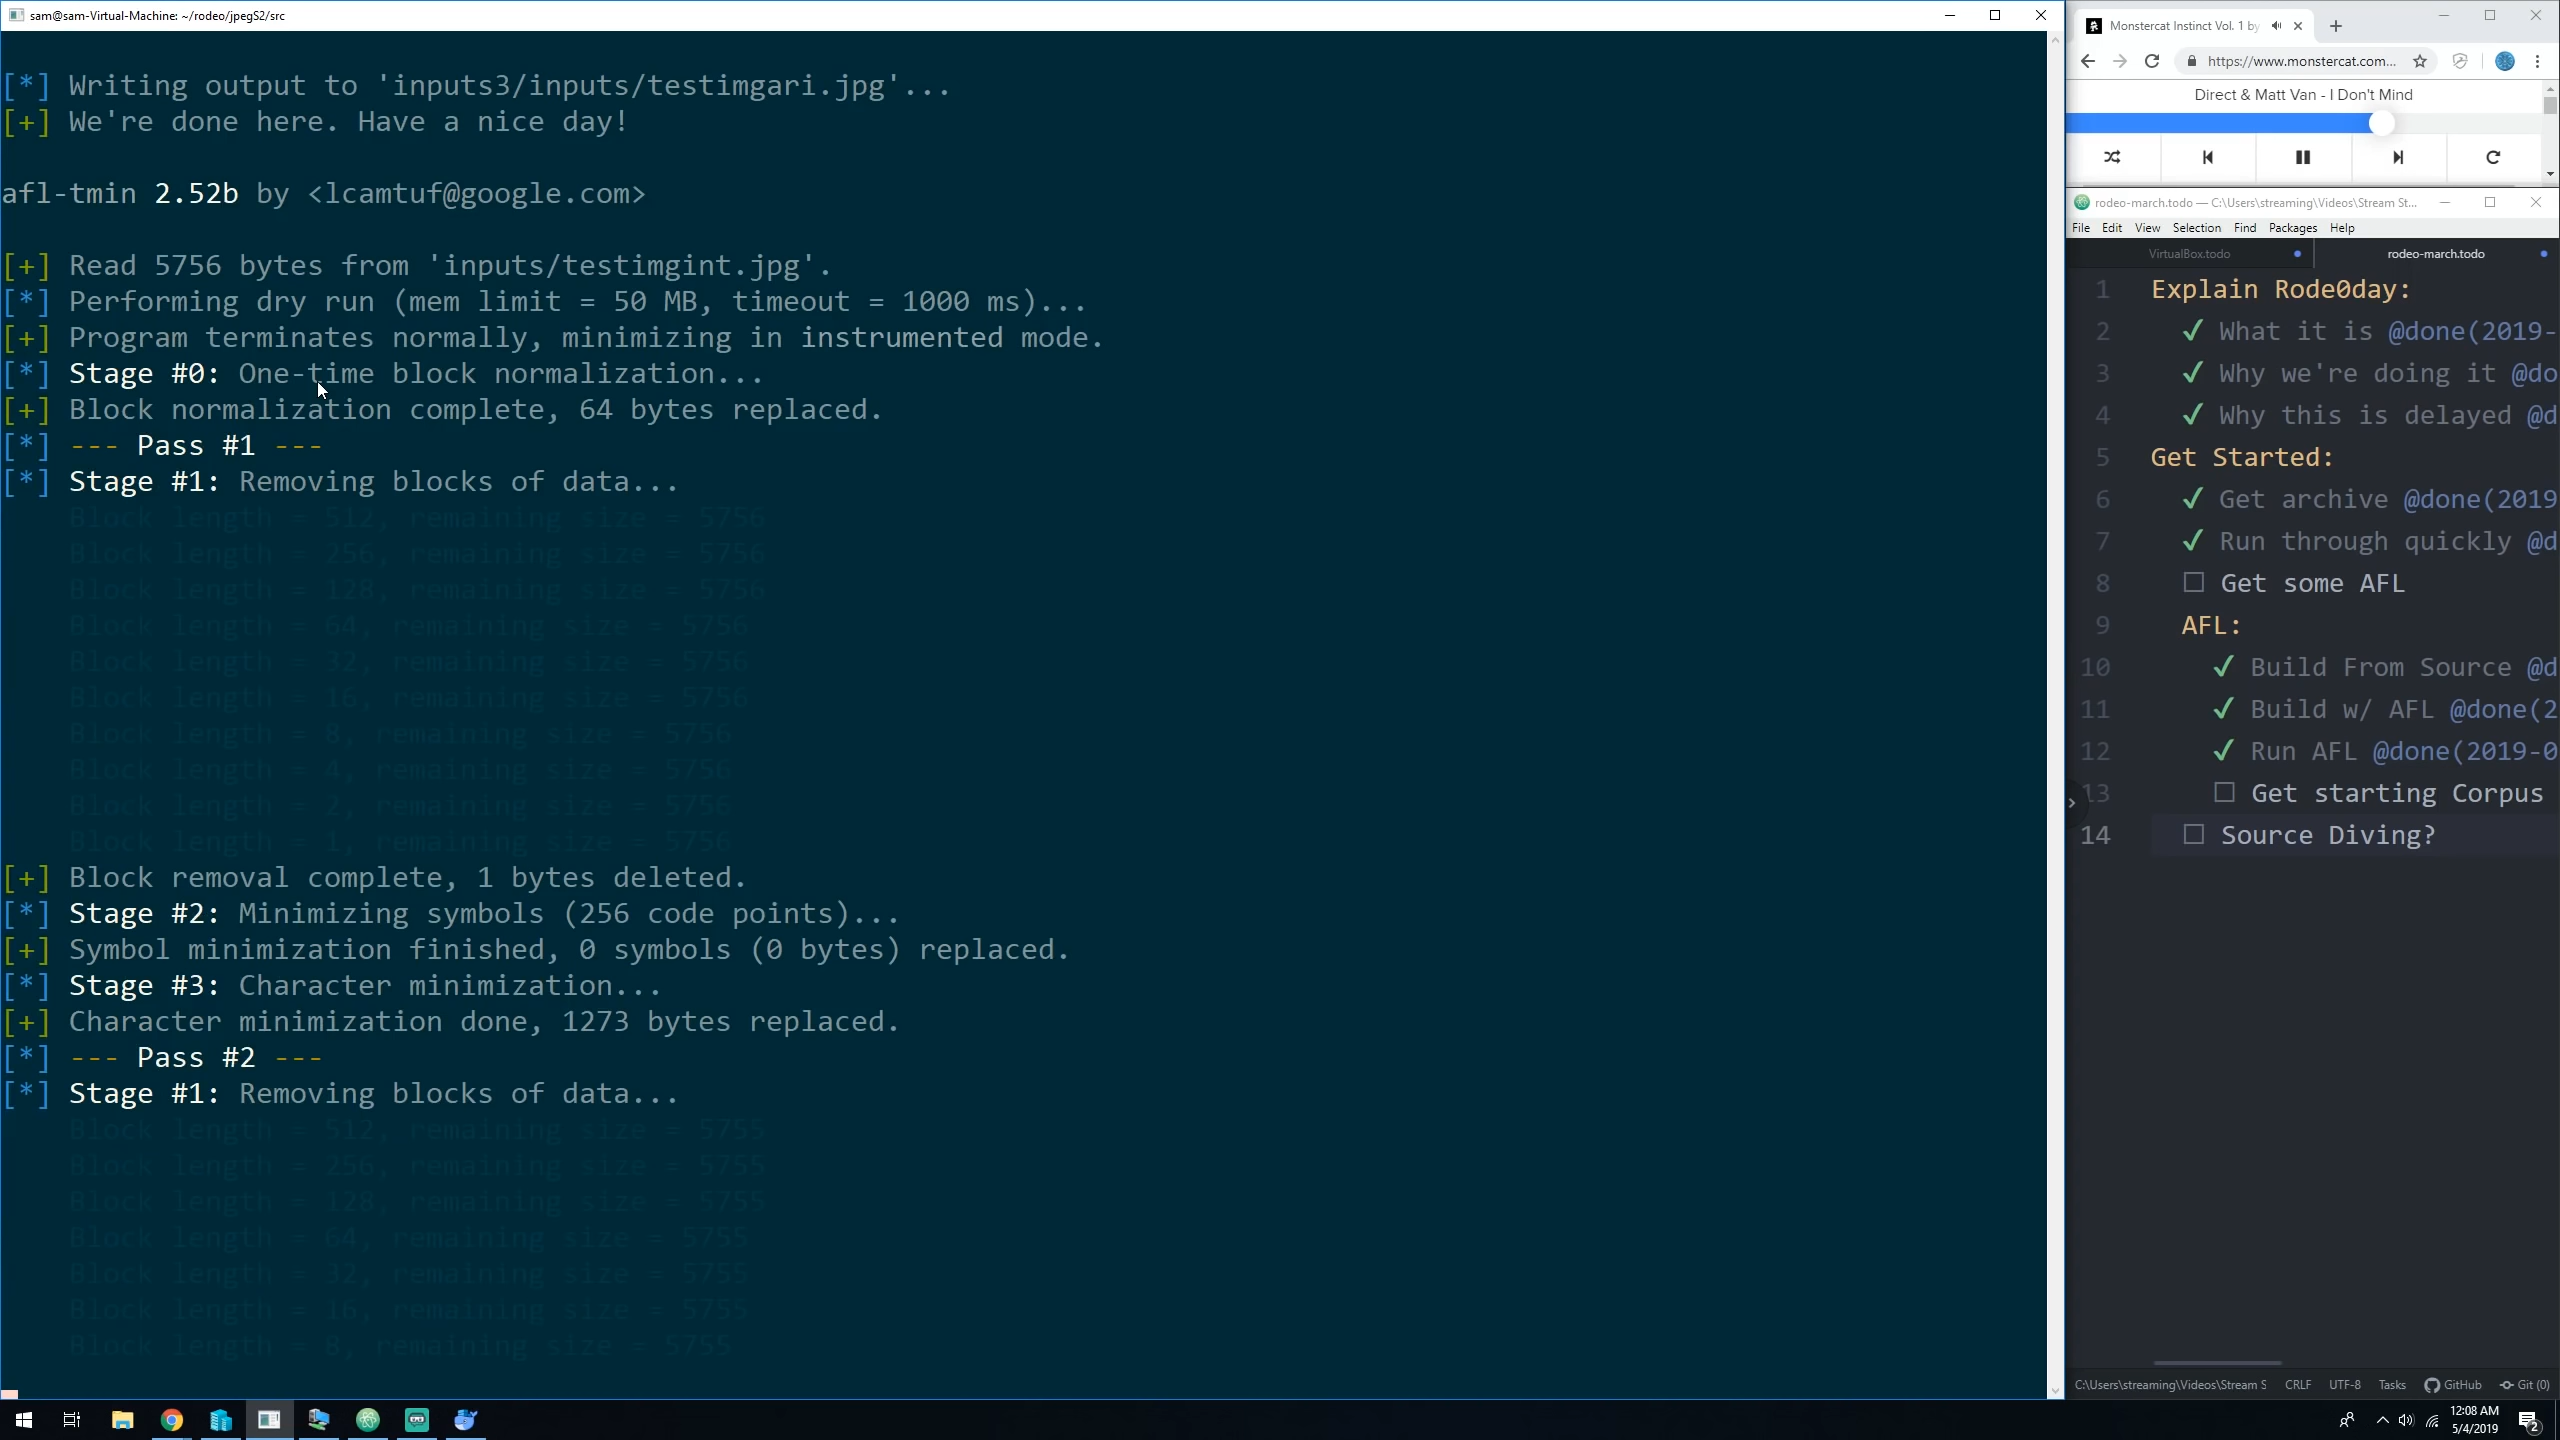 sam@sam-Virtual-Machine: ~/rodeo/jpegS2/src
[*] Writing output to 'inputs3/inputs/testimgari.jpg'...
[+] We're done here. Have a nice day!
afl-tmin 2.52b by <lcamtuf@google.com>
[+] Read 5756 bytes from 'inputs/testimgint.jpg'.
[*] Performing dry run (mem limit = 50 MB, timeout = 1000 ms)...
[+] Program terminates normally, minimizing in instrumented mode.
[*] Stage #0: One-time block normalization...
[+] Block normalization complete, 64 bytes replaced.
[*] --- Pass #1 ---
[*] Stage #1: Removing blocks of data...
Block length = 512, remaining size = 5756
Block length = 256, remaining size = 5756
Block length = 128, remaining size = 5756
Block length = 64, remaining size = 5756
Block length = 32, remaining size = 5756
Block length = 16, remaining size = 5756
Block length = 8, remaining size = 5756
Block length = 4, remaining size = 5756
Block length = 2, remaining size = 5756
Block length = 1, remaining size = 5756
[+] Block removal complete, 1 bytes deleted.
[*] Stage #2: Minimizing symbols (256 code points)...
[+] Symbol minimization finished, 0 symbols (0 bytes) replaced.
[*] Stage #3: Character minimization...
[+] Character minimization done, 1273 bytes replaced.
[*] --- Pass #2 ---
[*] Stage #1: Removing blocks of data...
Block length = 512, remaining size = 5755
Block length = 256, remaining size = 5755
Block length = 128, remaining size = 5755
Block length = 64, remaining size = 5755
Block length = 32, remaining size = 5755
Block length = 16, remaining size = 5755
Block length = 8, remaining size = 5755
Monstercat Instinct Vol. 1 by
https://www.monstercat.com...
Direct & Matt Van - I Don't Mind
rodeo-march.todo — C:\Users\streaming\Videos\Stream St...
File Edit View Selection Find Packages Help
VirtualBox.todo rodeo-march.todo
1 Explain Rode0day:
2 ✓ What it is @done(2019-
3 ✓ Why we're doing it @do
4 ✓ Why this is delayed @d
5 Get Started:
6 ✓ Get archive @done(2019
7 ✓ Run through quickly @d
8 ☐ Get some AFL
9 AFL:
10 ✓ Build From Source @d
11 ✓ Build w/ AFL @done(2
12 ✓ Run AFL @done(2019-0
13 ☐ Get starting Corpus
14 ☐ Source Diving?
C:\Users\streaming\Videos\Stream S CRLF UTF-8 Tasks GitHub Git (0)
12:08 AM
5/4/2019
2